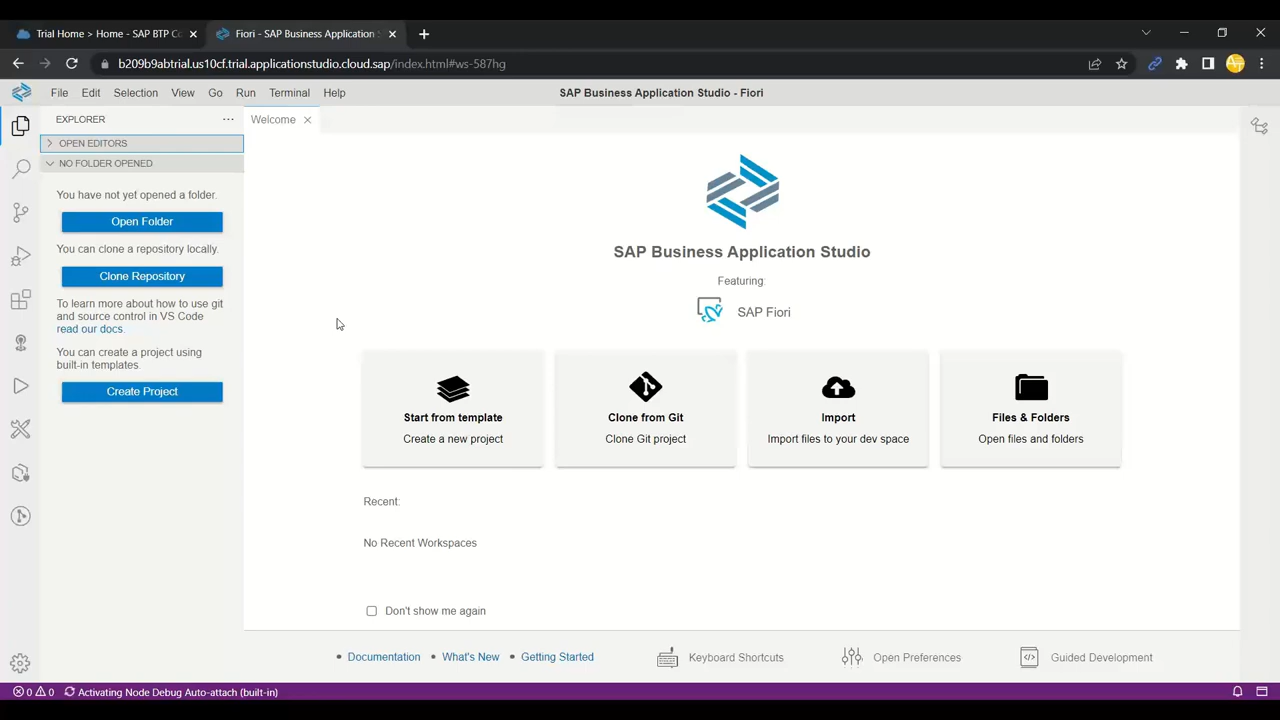 Trial Home > Home - SAP BTP Co
Fiori - SAP Business Application S
b209b9abtrial.us10cf.trial.applicationstudio.cloud.sap/index.html#ws-587hg
File Edit Selection View Go Run Terminal Help
SAP Business Application Studio - Fiori
EXPLORER
Welcome
OPEN EDITORS
NO FOLDER OPENED
You have not yet opened a folder.
Open Folder
You can clone a repository locally.
Clone Repository
To learn more about how to use git
and source control in VS Code
read our docs.
You can create a project using
built-in templates.
Create Project
SAP Business Application Studio
Featuring:
SAP Fiori
Start from template
Create a new project
Clone from Git
Clone Git project
Import
Import files to your dev space
Files & Folders
Open files and folders
Recent:
No Recent Workspaces
Don't show me again
• Documentation • What's New • Getting Started
Keyboard Shortcuts
Open Preferences
Guided Development
0 0 Activating Node Debug Auto-attach (built-in)